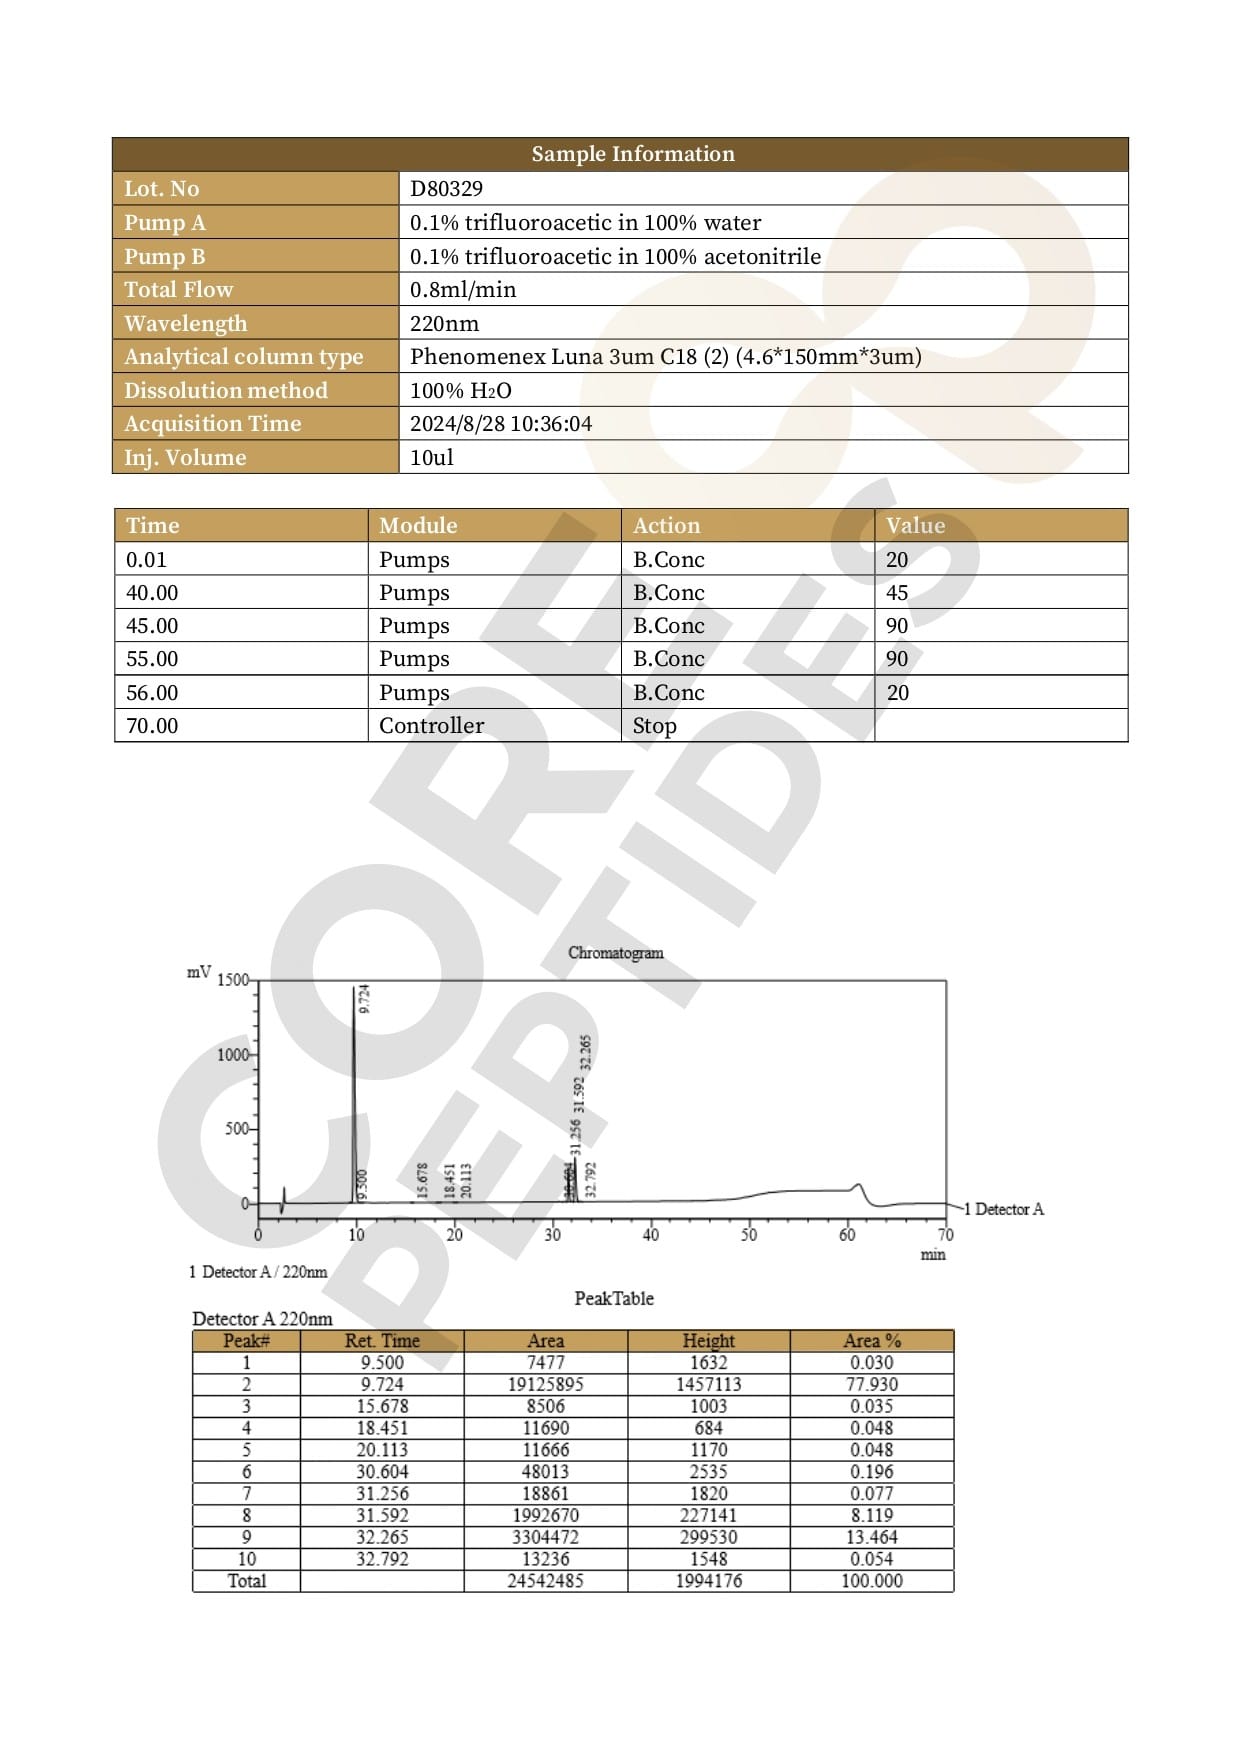 Sample Information
Lot. No D80329
Pump A 0.1% trifluoroacetic in 100% water
Pump B 0.1% trifluoroacetic in 100% acetonitrile
Total Flow 0.8ml/min
Wavelength 220nm
Analytical column type Phenomenex Luna 3um C18 (2) (4.6*150mm*3um)
Dissolution method 100% H₂O
Acquisition Time 2024/8/28 10:36:04
Inj. Volume 10ul
Time Module Action Value
0.01 Pumps B.Conc 20
40.00 Pumps B.Conc 45
45.00 Pumps B.Conc 90
55.00 Pumps B.Conc 90
56.00 Pumps B.Conc 20
70.00 Controller Stop
CORE
PEPTIDES
Chromatogram
mV
1500
1000
500
0
9.500
9.724
15.678
18.451
20.113
30.604
31.256
31.592
32.265
32.792
1 Detector A
0 10 20 30 40 50 60 70
min
1 Detector A / 220nm
PeakTable
Detector A 220nm
Peak# Ret. Time Area Height Area %
1 9.500 7477 1632 0.030
2 9.724 19125895 1457113 77.930
3 15.678 8506 1003 0.035
4 18.451 11690 684 0.048
5 20.113 11666 1170 0.048
6 30.604 48013 2535 0.196
7 31.256 18861 1820 0.077
8 31.592 1992670 227141 8.119
9 32.265 3304472 299530 13.464
10 32.792 13236 1548 0.054
Total 24542485 1994176 100.000